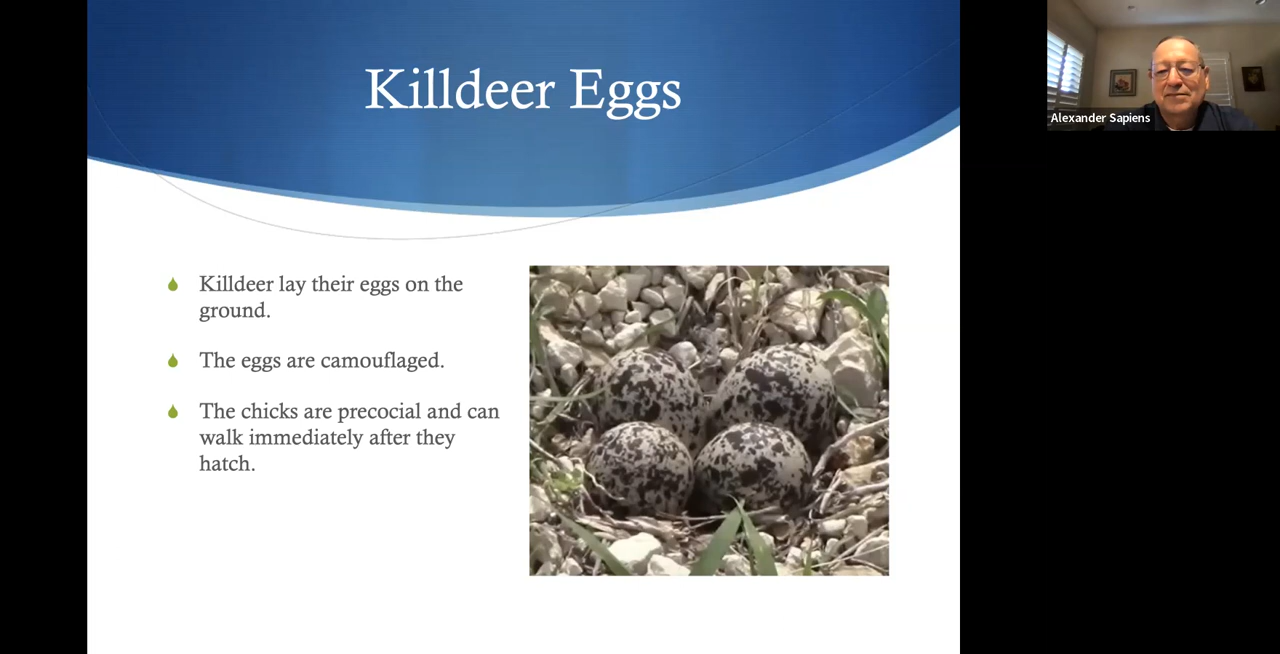 Killdeer Eggs
Alexander Sapiens
Killdeer lay their eggs on the
ground.
The eggs are camouflaged.
The chicks are precocial and can
walk immediately after they
hatch.